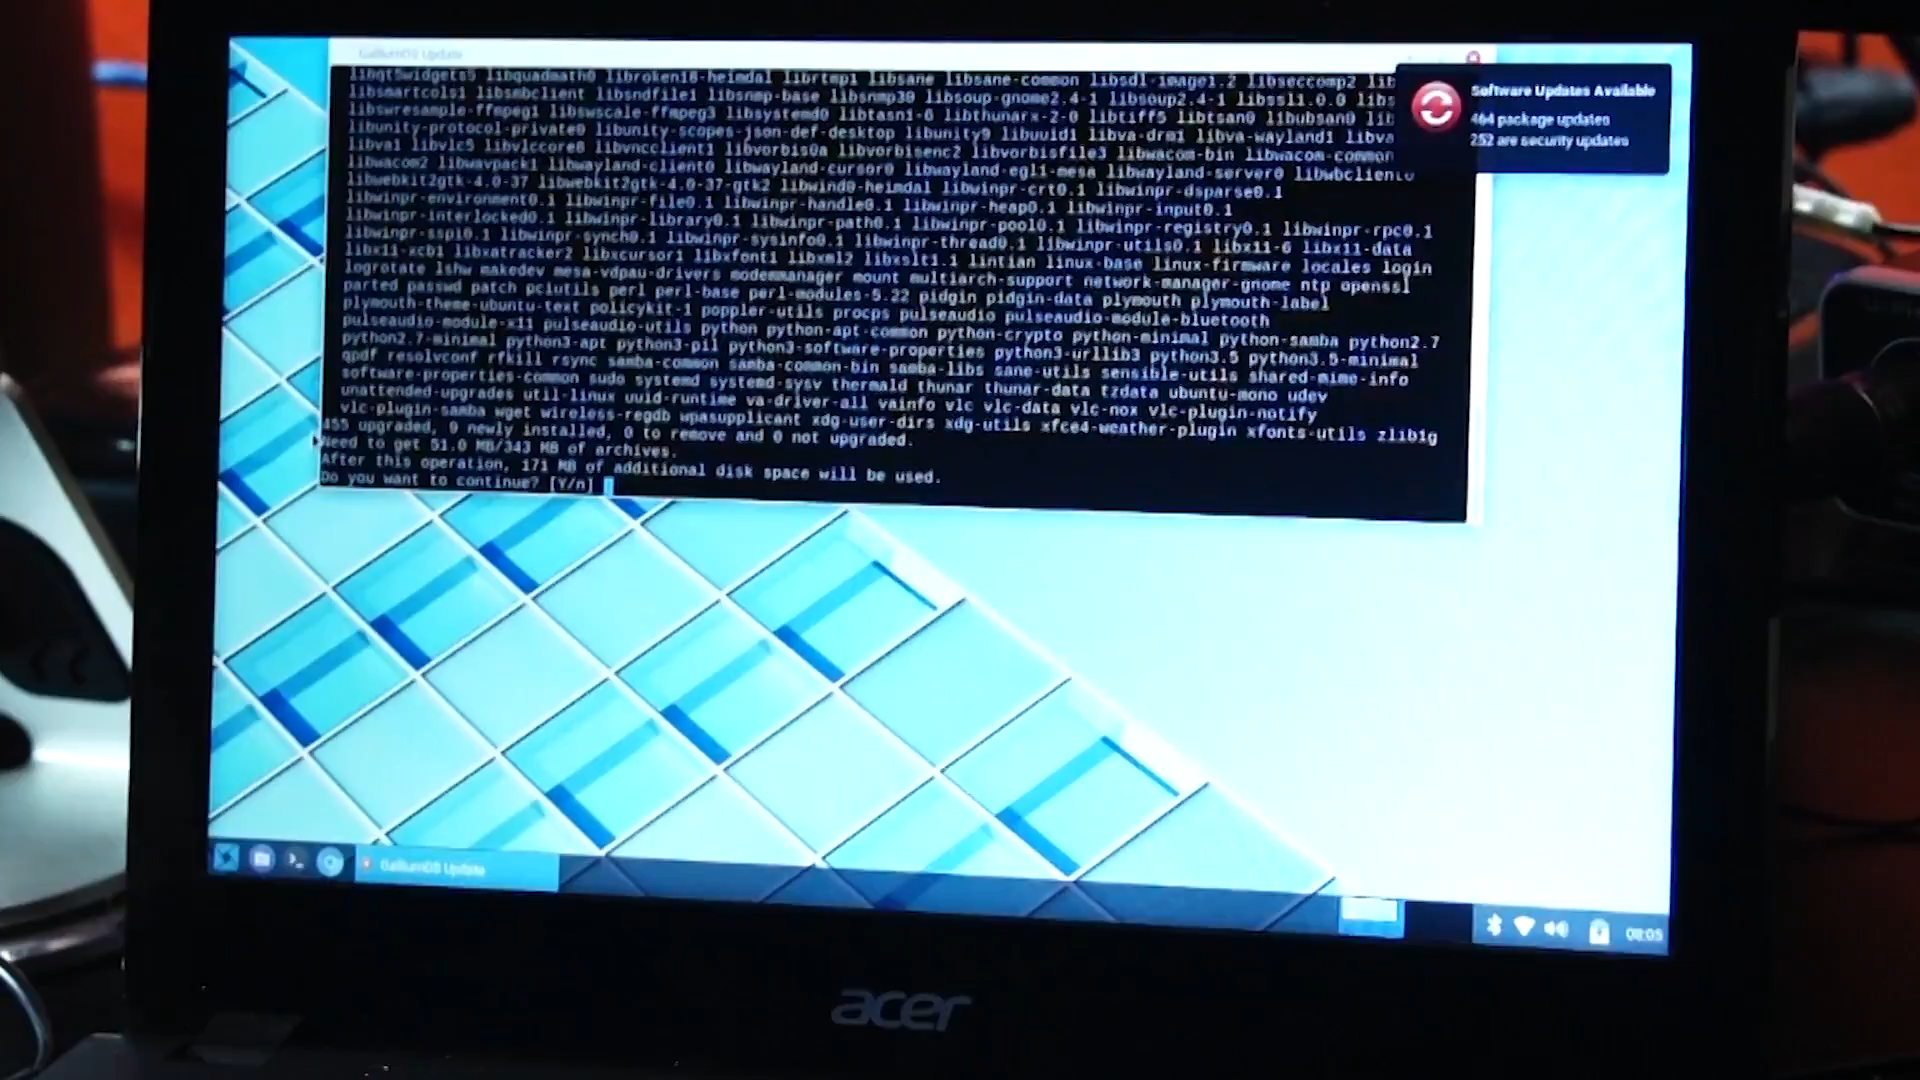 GalliumOS Update
libqt5widgets5 libquadmath0 libroken18-heimdal librtmp1 libsane libsane-common libsdl-image1.2 libseccomp2 lib
libsmartcols1 libsmbclient libsndfile1 libsnmp-base libsnmp30 libsoup-gnome2.4-1 libsoup2.4-1 libssl1.0.0 libs
libswresample-ffmpeg1 libswscale-ffmpeg3 libsystemd0 libtasn1-6 libthunarx-2-0 libtiff5 libtsan0 libubsan0 lib
libunity-protocol-private0 libunity-scopes-json-def-desktop libunity9 libuuid1 libva-drm1 libva-wayland1 libva
libva1 libvlc5 libvlccore8 libvncclient1 libvorbis0a libvorbisenc2 libvorbisfile3 libwacom-bin libwacom-common
libwacom2 libwavpack1 libwayland-client0 libwayland-cursor0 libwayland-egl1-mesa libwayland-server0 libwbclient0
libwebkit2gtk-4.0-37 libwebkit2gtk-4.0-37-gtk2 libwind0-heimdal libwinpr-crt0.1 libwinpr-dsparse0.1
libwinpr-environment0.1 libwinpr-file0.1 libwinpr-handle0.1 libwinpr-heap0.1 libwinpr-input0.1
libwinpr-interlocked0.1 libwinpr-library0.1 libwinpr-path0.1 libwinpr-pool0.1 libwinpr-registry0.1 libwinpr-rpc0.1
libwinpr-sspi0.1 libwinpr-synch0.1 libwinpr-sysinfo0.1 libwinpr-thread0.1 libwinpr-utils0.1 libx11-6 libx11-data
libx11-xcb1 libxatracker2 libxcursor1 libxfont1 libxml2 libxslt1.1 lintian linux-base linux-firmware locales login
logrotate lshw makedev mesa-vdpau-drivers modemmanager mount multiarch-support network-manager-gnome ntp openssl
parted passwd patch pciutils perl perl-base perl-modules-5.22 pidgin pidgin-data plymouth plymouth-label
plymouth-theme-ubuntu-text policykit-1 poppler-utils procps pulseaudio pulseaudio-module-bluetooth
pulseaudio-module-x11 pulseaudio-utils python python-apt-common python-crypto python-minimal python-samba python2.7
python2.7-minimal python3-apt python3-pil python3-software-properties python3-urllib3 python3.5 python3.5-minimal
qpdf resolvconf rfkill rsync samba-common samba-common-bin samba-libs sane-utils sensible-utils shared-mime-info
software-properties-common sudo systemd systemd-sysv thermald thunar thunar-data tzdata ubuntu-mono udev
unattended-upgrades util-linux uuid-runtime va-driver-all vainfo vlc vlc-data vlc-nox vlc-plugin-notify
vlc-plugin-samba wget wireless-regdb wpasupplicant xdg-user-dirs xdg-utils xfce4-weather-plugin xfonts-utils zlib1g
455 upgraded, 9 newly installed, 0 to remove and 0 not upgraded.
Need to get 51.0 MB/343 MB of archives.
After this operation, 171 MB of additional disk space will be used.
Do you want to continue? [Y/n]
Software Updates Available
464 package updates
252 are security updates
GalliumOS Update
08:05
acer